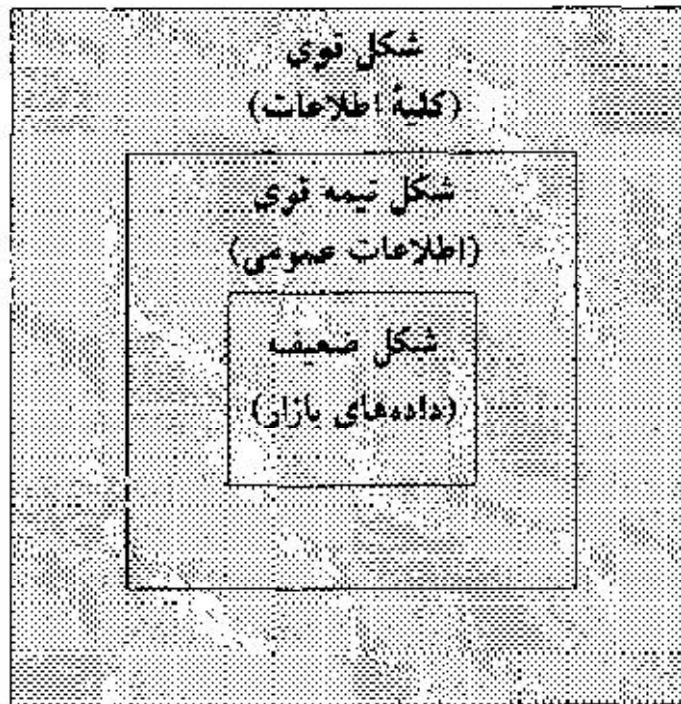 شکل قوی
(کلیهٔ اطلاعات)
شکل نیمه قوی
(اطلاعات عمومی)
شکل ضعیف
(داده‌های بازار)